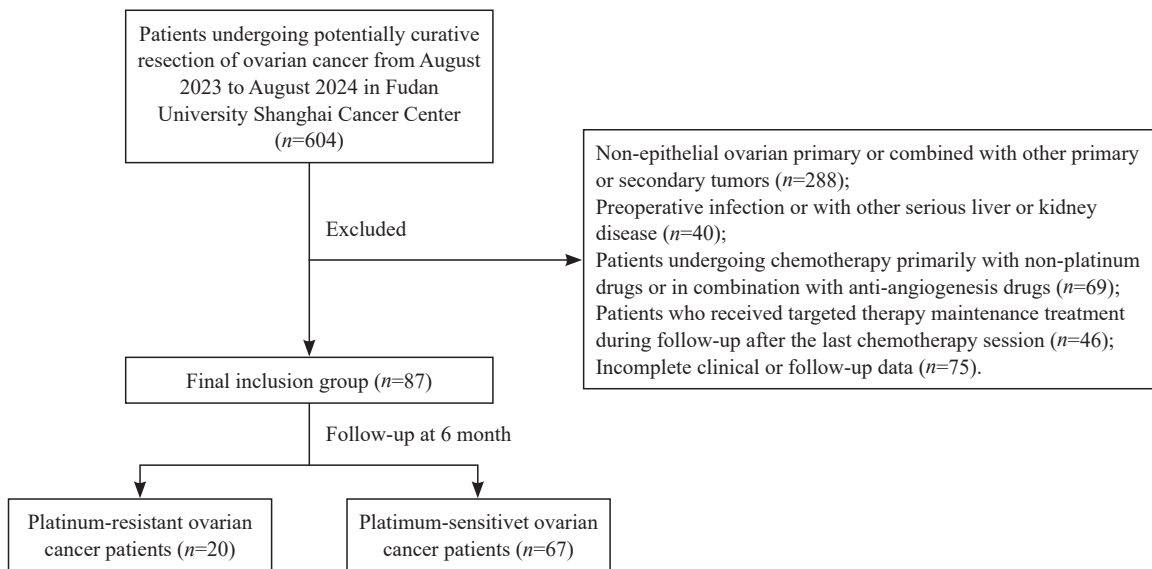 Patients undergoing potentially curative
resection of ovarian cancer from August
2023 to August 2024 in Fudan
University Shanghai Cancer Center
(n=604)
Excluded
Non-epithelial ovarian primary or combined with other primary
or secondary tumors (n=288);
Preoperative infection or with other serious liver or kidney
disease (n=40);
Patients undergoing chemotherapy primarily with non-platinum
drugs or in combination with anti-angiogenesis drugs (n=69);
Patients who received targeted therapy maintenance treatment
during follow-up after the last chemotherapy session (n=46);
Incomplete clinical or follow-up data (n=75).
Final inclusion group (n=87)
Follow-up at 6 month
Platinum-resistant ovarian
cancer patients (n=20)
Platimum-sensitivet ovarian
cancer patients (n=67)